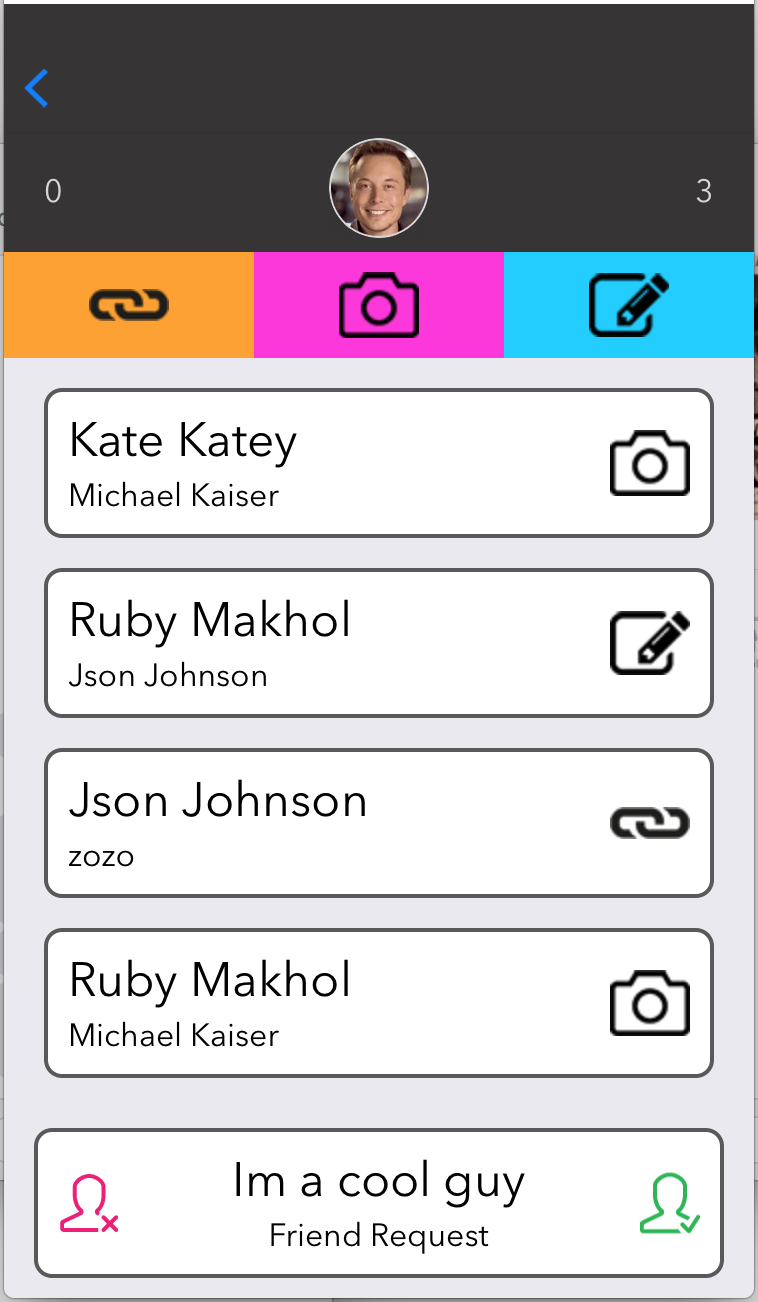 0
3
Kate Katey
Michael Kaiser
Ruby Makhol
Json Johnson
Json Johnson
zozo
Ruby Makhol
Michael Kaiser
Im a cool guy
Friend Request